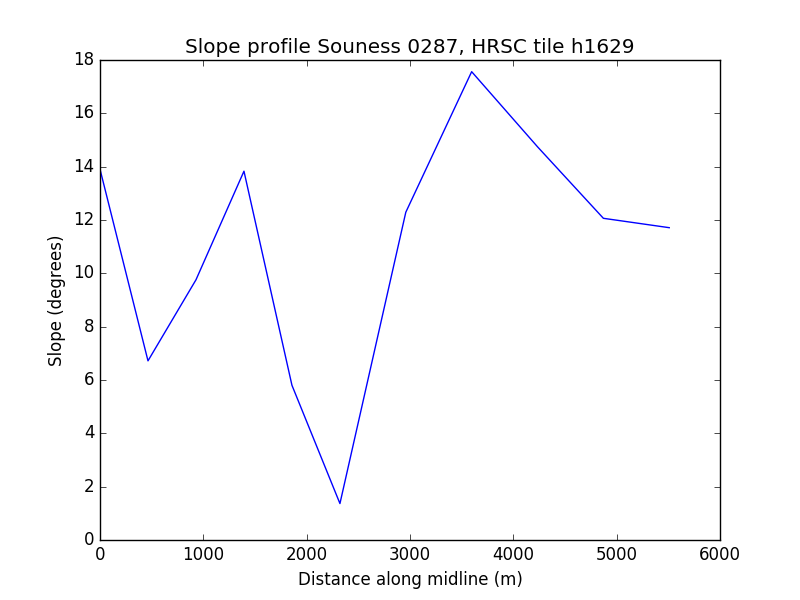 Slope profile Souness 0287, HRSC tile h1629
18
16
14
12
10
8
6
4
2
0
Slope (degrees)
0 1000 2000 3000 4000 5000 6000
Distance along midline (m)